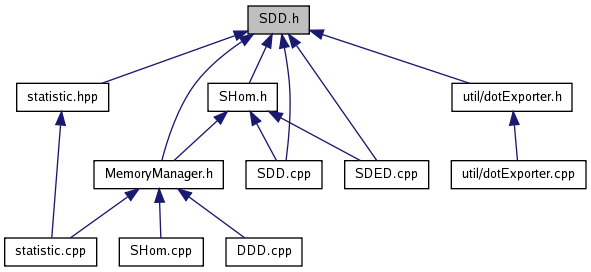 SDD.h
statistic.hpp
SHom.h
util/dotExporter.h
MemoryManager.h
SDD.cpp
SDED.cpp
util/dotExporter.cpp
statistic.cpp
SHom.cpp
DDD.cpp